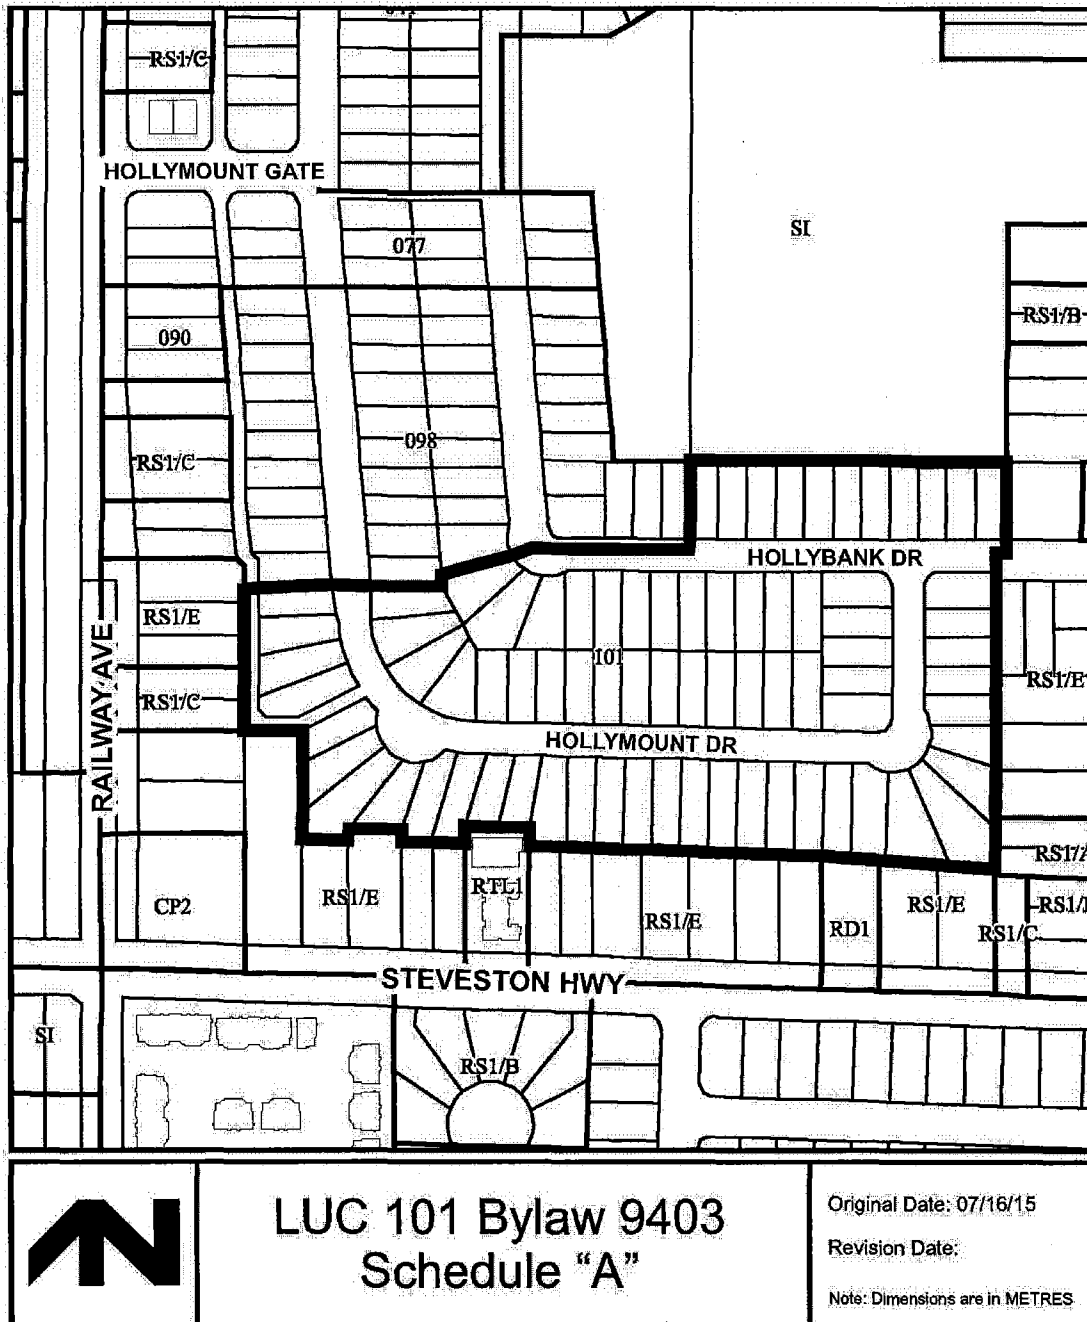 RS1/C
HOLLYMOUNT GATE
SI
077
RS1/B
090
098
RS1/C
HOLLYBANK DR
RS1/E
101
RS1/E
RS1/C
RAILWAY AVE
HOLLYMOUNT DR
RS1/A
RTL1
RS1/E
CP2
RS1/E
RD1
RS1/E
RS1/C
STEVESTON HWY
SI
RS1/B
LUC 101 Bylaw 9403
Schedule “A”
Original Date: 07/16/15
Revision Date:
Note: Dimensions are in METRES